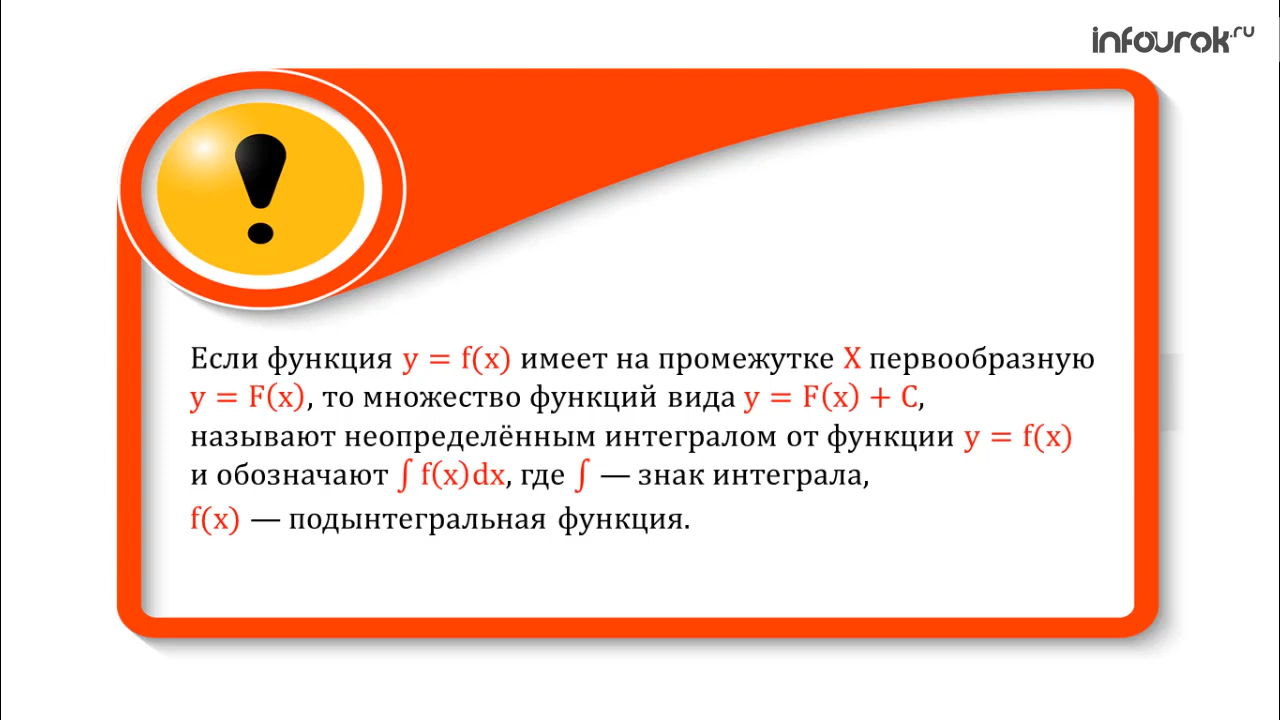 infourok.ru
Если функция y = f(x) имеет на промежутке X первообразную
y = F(x), то множество функций вида y = F(x) + C,
называют неопределённым интегралом от функции y = f(x)
и обозначают ∫ f(x)dx, где ∫ — знак интеграла,
f(x) — подынтегральная функция.